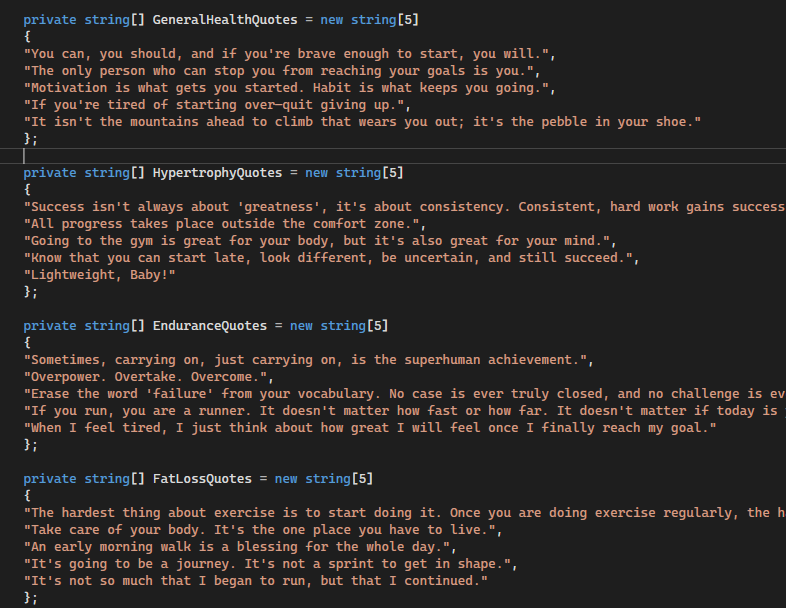 private string[] GeneralHealthQuotes = new string[5]
{
"You can, you should, and if you're brave enough to start, you will.",
"The only person who can stop you from reaching your goals is you.",
"Motivation is what gets you started. Habit is what keeps you going.",
"If you're tired of starting over—quit giving up.",
"It isn't the mountains ahead to climb that wears you out; it's the pebble in your shoe."
};
private string[] HypertrophyQuotes = new string[5]
{
"Success isn't always about 'greatness', it's about consistency. Consistent, hard work gains success
"All progress takes place outside the comfort zone.",
"Going to the gym is great for your body, but it's also great for your mind.",
"Know that you can start late, look different, be uncertain, and still succeed.",
"Lightweight, Baby!"
};
private string[] EnduranceQuotes = new string[5]
{
"Sometimes, carrying on, just carrying on, is the superhuman achievement.",
"Overpower. Overtake. Overcome.",
"Erase the word 'failure' from your vocabulary. No case is ever truly closed, and no challenge is ev
"If you run, you are a runner. It doesn't matter how fast or how far. It doesn't matter if today is
"When I feel tired, I just think about how great I will feel once I finally reach my goal."
};
private string[] FatLossQuotes = new string[5]
{
"The hardest thing about exercise is to start doing it. Once you are doing exercise regularly, the h
"Take care of your body. It's the one place you have to live.",
"An early morning walk is a blessing for the whole day.",
"It's going to be a journey. It's not a sprint to get in shape.",
"It's not so much that I began to run, but that I continued."
};